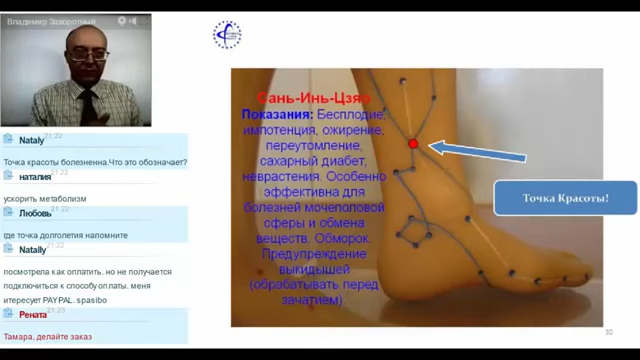 Владимир Заворотный
Nataly 21:22
Точка красоты болезненна.Что это обозначает?
наталия 21:22
ускорить метаболизм
Любовь 21:22
где точка долголетия напомните
Natally 21:22
посмотрела как оплатить. но не получается
подключиться к способу оплаты. меня
итересует PAYPAL. spasibo
Рената 21:23
Тамара, делайте заказ
Сань-Инь-Цзяо
Показания: Бесплодие,
импотенция, ожирение,
переутомление,
сахарный диабет,
неврастения. Особенно
эффективна для
болезней мочеполовой
сферы и обмена
веществ. Обморок.
Предупреждение
выкидышей
(обрабатывать перед
зачатием).
Точка Красоты!
30